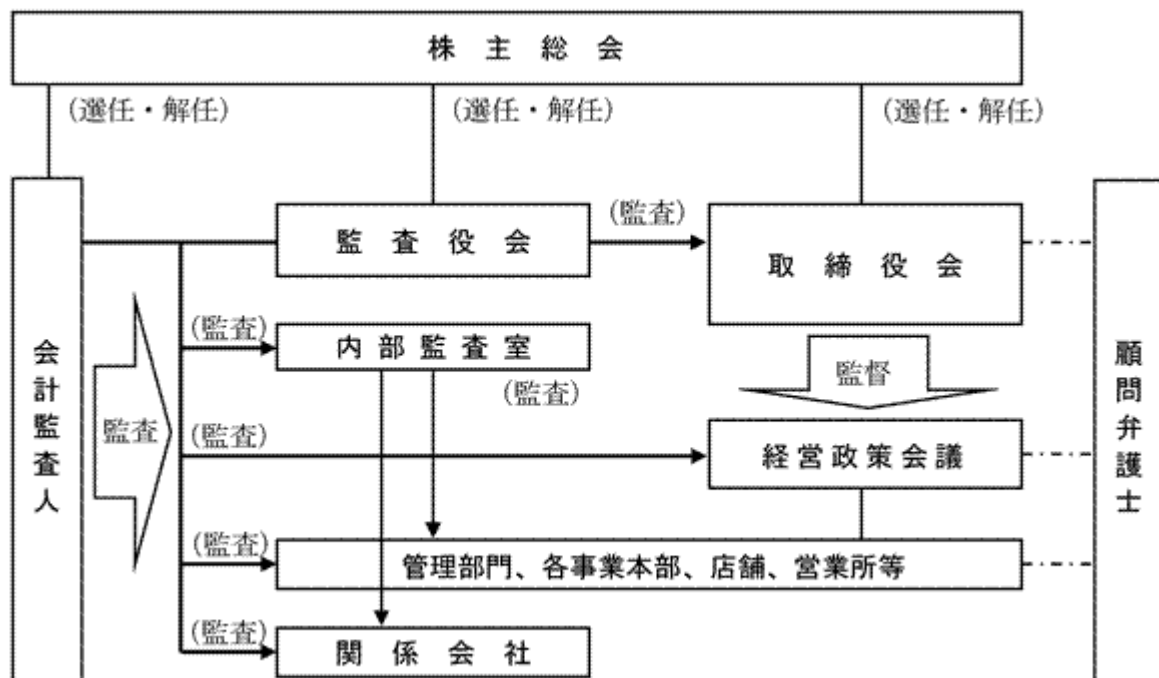 株主総会
(選任・解任)
(選任・解任)
(選任・解任)
会計監査人
監査役会
(監査)
取締役会
顧問弁護士
(監査)
内部監査室
(監査)
監督
監査
(監査)
経営政策会議
(監査)
管理部門、各事業本部、店舗、営業所等
(監査)
関係会社